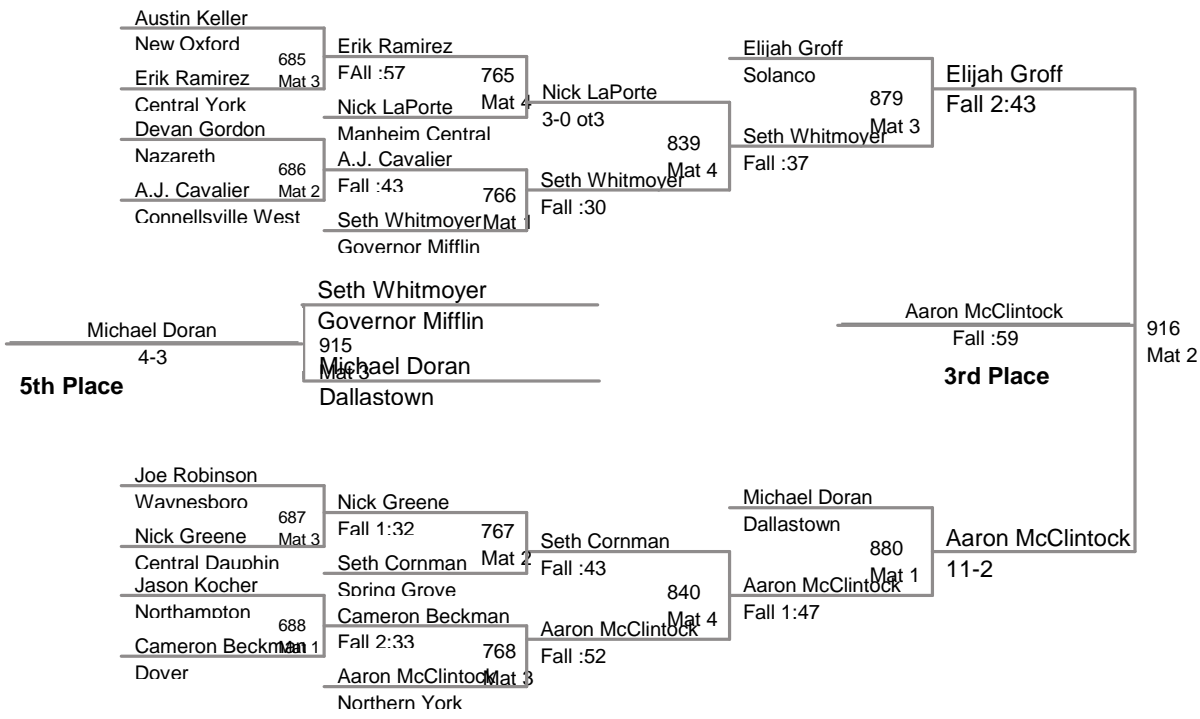 Austin Keller
New Oxford
685
Mat 3
Erik Ramirez
Central York
Devan Gordon
Nazareth
686
Mat 2
A.J. Cavalier
Connellsville West
Erik Ramirez
FAll :57
765
Mat 4
Nick LaPorte
Manheim Central
A.J. Cavalier
Fall :43
766
Mat 1
Seth Whitmoyer
Governor Mifflin
Nick LaPorte
3-0 ot3
839
Mat 4
Seth Whitmoyer
Fall :30
Elijah Groff
Solanco
879
Mat 3
Seth Whitmoyer
Fall :37
Elijah Groff
Fall 2:43
Seth Whitmoyer
Governor Mifflin
915
Mat 3
Michael Doran
Dallastown
Michael Doran
4-3
5th Place
Aaron McClintock
Fall :59
3rd Place
916
Mat 2
Joe Robinson
Waynesboro
687
Mat 3
Nick Greene
Central Dauphin
Jason Kocher
Northampton
688
Mat 1
Cameron Beckman
Dover
Nick Greene
Fall 1:32
767
Mat 2
Seth Cornman
Spring Grove
Cameron Beckman
Fall 2:33
768
Mat 3
Aaron McClintock
Northern York
Seth Cornman
Fall :43
840
Mat 4
Aaron McClintock
Fall :52
Michael Doran
Dallastown
880
Mat 1
Aaron McClintock
Fall 1:47
Aaron McClintock
11-2